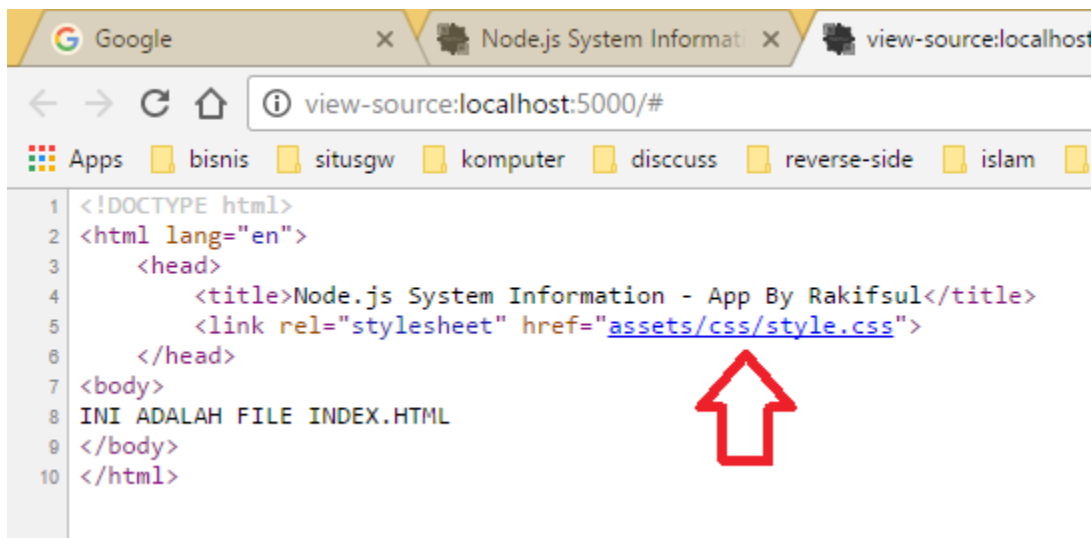 Google
Node.js System Informati
view-source:localhost
view-source:localhost:5000/#
Apps bisnis situsgw komputer disccuss reverse-side islam
1 <!DOCTYPE html>
2 <html lang="en">
3 <head>
4 <title>Node.js System Information - App By Rakifsul</title>
5 <link rel="stylesheet" href="assets/css/style.css">
6 </head>
7 <body>
8 INI ADALAH FILE INDEX.HTML
9 </body>
10 </html>